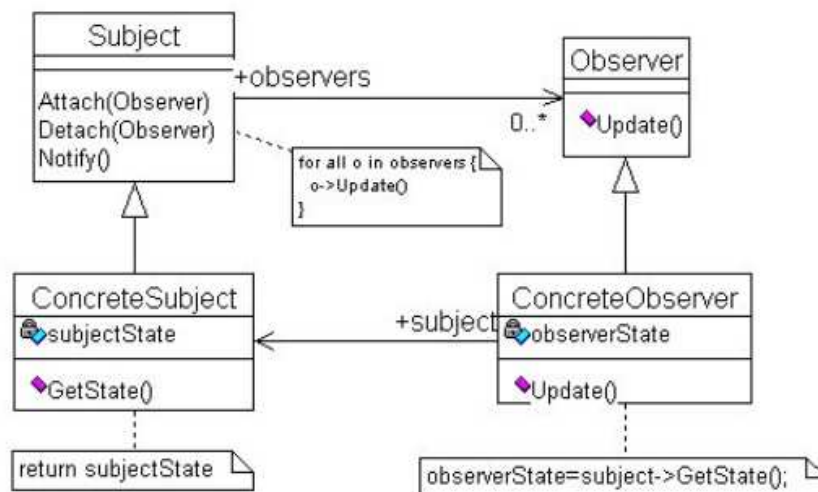 Subject
Attach(Observer)
Detach(Observer)
Notify()
+observers
0..*
Observer
Update()
for all o in observers {
o->Update()
}
ConcreteSubject
subjectState
GetState()
+subject
ConcreteObserver
observerState
Update()
return subjectState
observerState=subject->GetState();